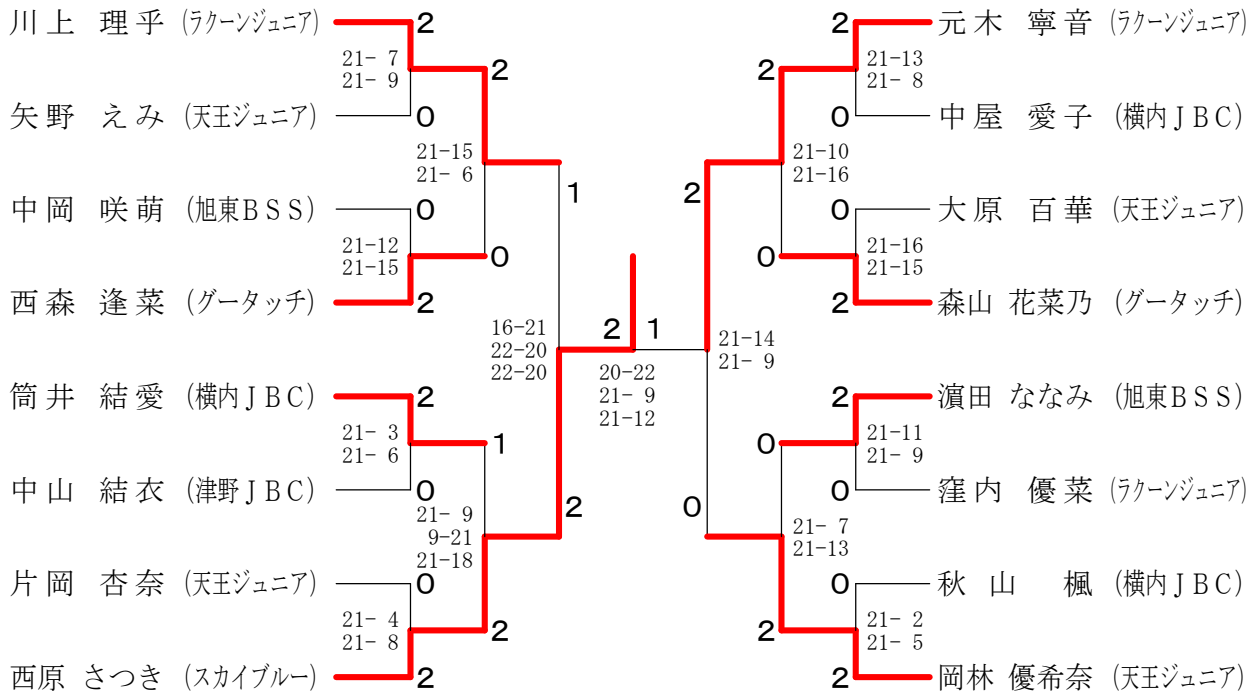 川上 理乎 (ラクーンジュニア) 2
21- 7
21- 9
2
矢野 えみ (天王ジュニア) 0
21-15
21- 6
1
中岡 咲萌 (旭東BSS) 0
21-12
21-15
0
西森 逢菜 (グータッチ) 2
16-21
22-20
22-20
筒井 結愛 (横内JBC) 2
21- 3
21- 6
1
中山 結衣 (津野JBC) 0
21- 9
9-21
21-18
2
片岡 杏奈 (天王ジュニア) 0
21- 4
21- 8
2
西原 さつき (スカイブルー) 2
2 1
20-22
21- 9
21-12
2 元木 寧音 (ラクーンジュニア)
2
21-13
21- 8
0 中屋 愛子 (横内JBC)
21-10
21-16
2
0 大原 百華 (天王ジュニア)
0
21-16
21-15
2 森山 花菜乃 (グータッチ)
21-14
21- 9
2 濵田 ななみ (旭東BSS)
0
21-11
21- 9
0 窪内 優菜 (ラクーンジュニア)
0
21- 7
21-13
0 秋山 楓 (横内JBC)
2
21- 2
21- 5
2 岡林 優希奈 (天王ジュニア)